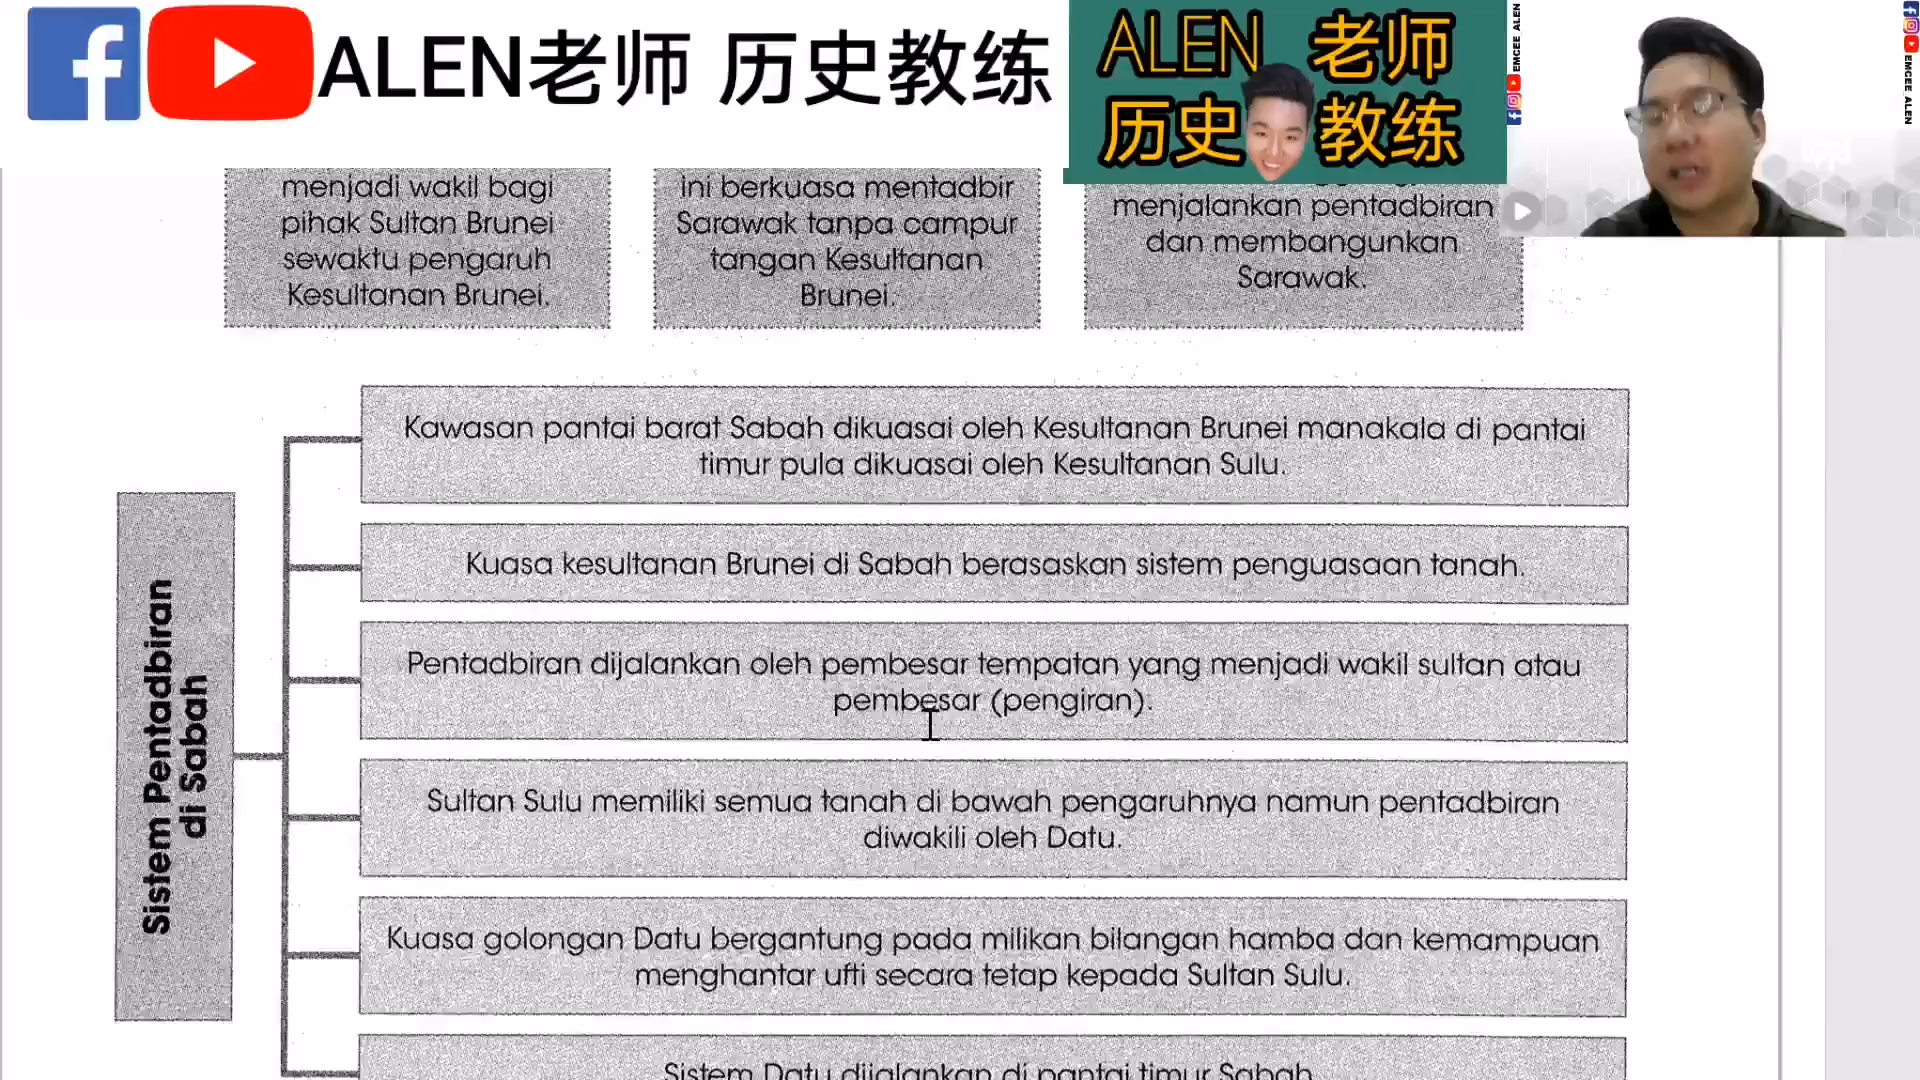 ALEN老师 历史教练
ALEN 老师
历史 教练
EMCEE ALEN
EMCEE ALEN
menjadi wakil bagi
pihak Sultan Brunei
sewaktu pengaruh
Kesultanan Brunei.
ini berkuasa mentadbir
Sarawak tanpa campur
tangan Kesultanan
Brunei.
menjalankan pentadbiran
dan membangunkan
Sarawak.
Sistem Pentadbiran
di Sabah
Kawasan pantai barat Sabah dikuasai oleh Kesultanan Brunei manakala di pantai
timur pula dikuasai oleh Kesultanan Sulu.
Kuasa kesultanan Brunei di Sabah berasaskan sistem penguasaan tanah.
Pentadbiran dijalankan oleh pembesar tempatan yang menjadi wakil sultan atau
pembesar (pengiran).
Sultan Sulu memiliki semua tanah di bawah pengaruhnya namun pentadbiran
diwakili oleh Datu.
Kuasa golongan Datu bergantung pada milikan bilangan hamba dan kemampuan
menghantar ufti secara tetap kepada Sultan Sulu.
Sistem Datu dijalankan di pantai timur Sabah.